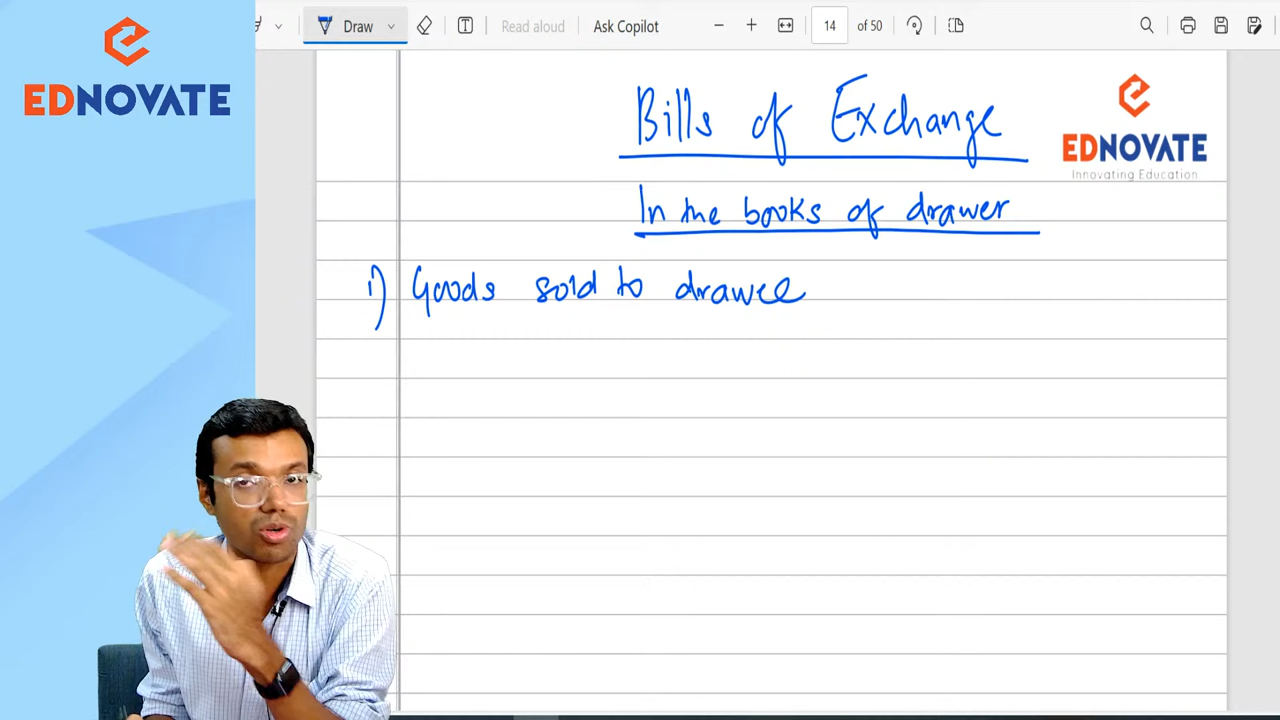 EDNOVATE
Draw
Read aloud
Ask Copilot
14 of 50
Bills of Exchange
EDNOVATE
Innovating Education
In the books of drawer
i) Goods sold to drawee